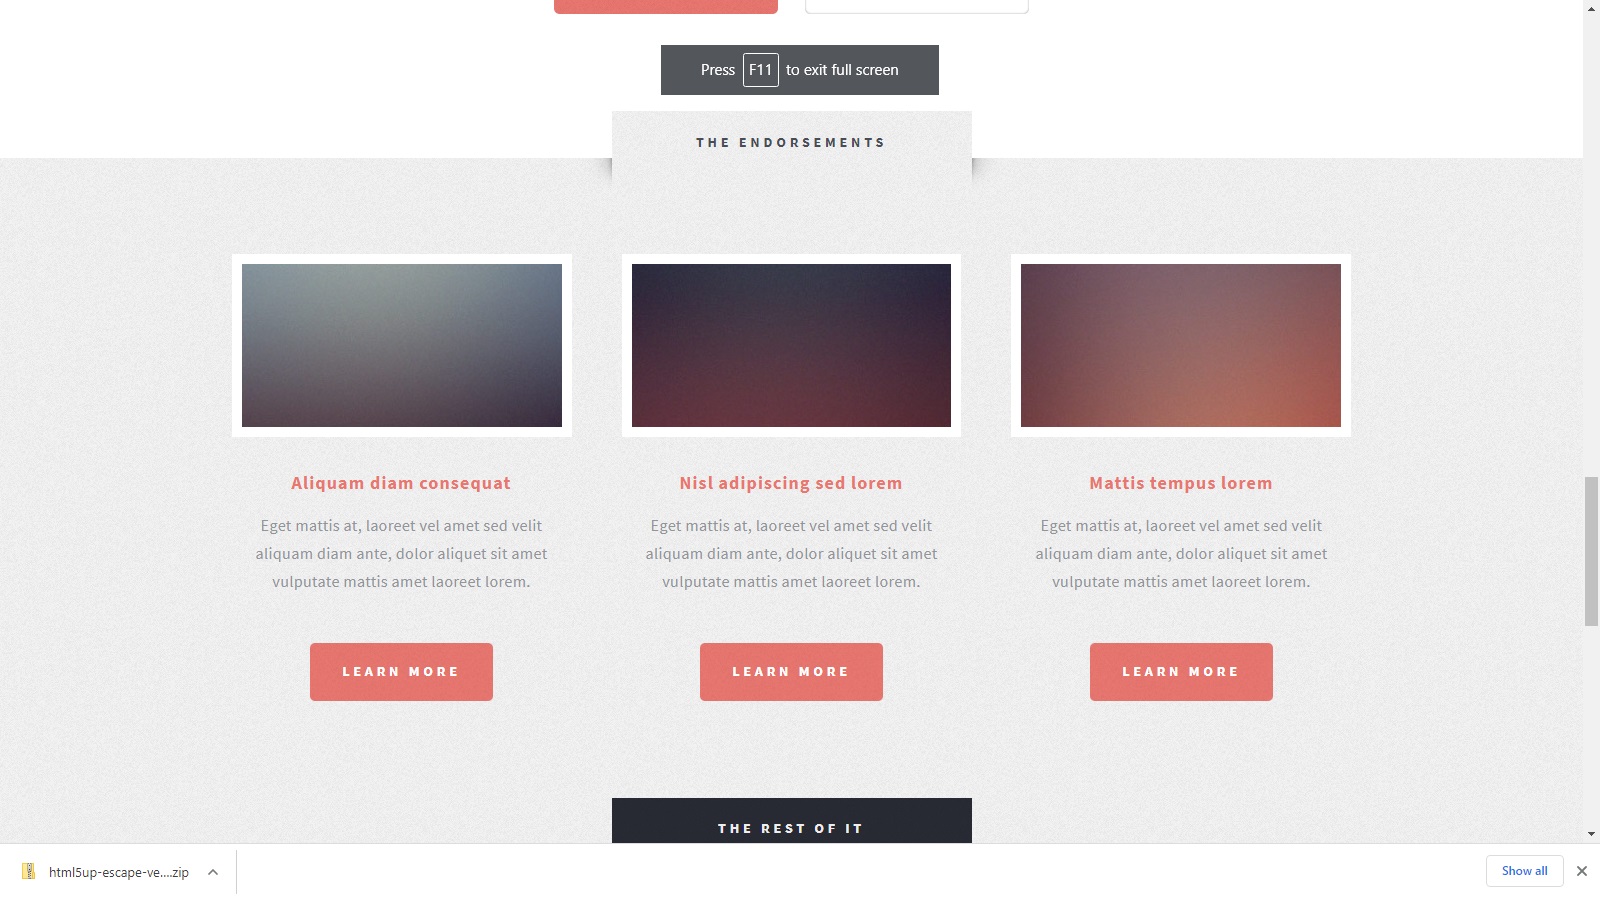 Press F11 to exit full screen
THE ENDORSEMENTS
Aliquam diam consequat
Eget mattis at, laoreet vel amet sed velit
aliquam diam ante, dolor aliquet sit amet
vulputate mattis amet laoreet lorem.
LEARN MORE
Nisl adipiscing sed lorem
Eget mattis at, laoreet vel amet sed velit
aliquam diam ante, dolor aliquet sit amet
vulputate mattis amet laoreet lorem.
LEARN MORE
Mattis tempus lorem
Eget mattis at, laoreet vel amet sed velit
aliquam diam ante, dolor aliquet sit amet
vulputate mattis amet laoreet lorem.
LEARN MORE
THE REST OF IT
html5up-escape-ve....zip
Show all